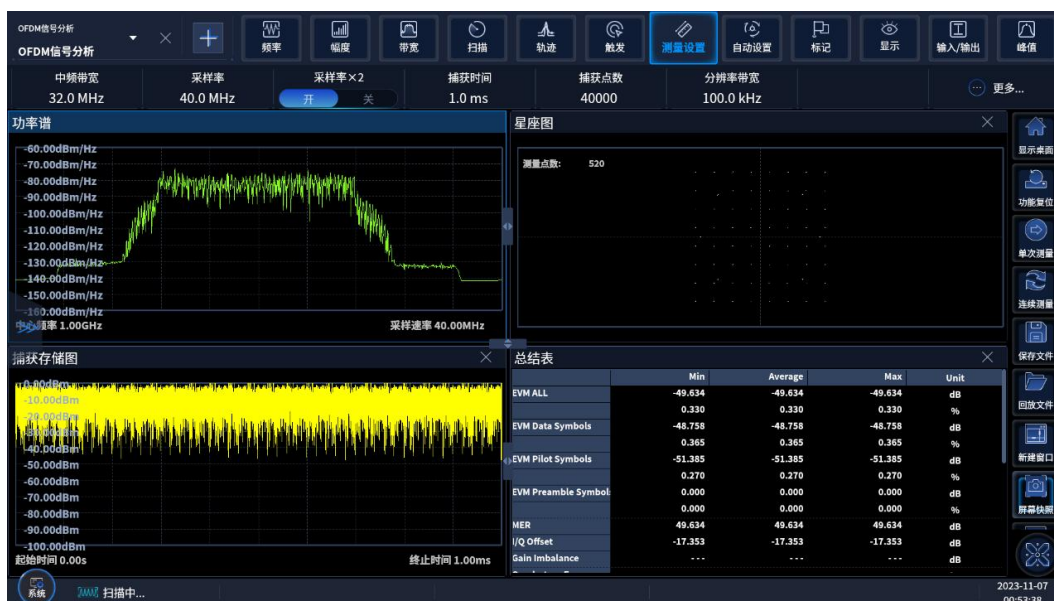 OFDM信号分析
OFDM信号分析
频率
幅度
带宽
扫描
轨迹
触发
测量设置
自动设置
标记
显示
输入/输出
峰值
中频带宽
32.0 MHz
采样率
40.0 MHz
采样率×2
开 关
捕获时间
1.0 ms
捕获点数
40000
分辨率带宽
100.0 kHz
更多...
功率谱
-60.00dBm/Hz
-70.00dBm/Hz
-80.00dBm/Hz
-90.00dBm/Hz
-100.00dBm/Hz
-110.00dBm/Hz
-120.00dBm/Hz
-130.00dBm/Hz
-140.00dBm/Hz
-150.00dBm/Hz
-160.00dBm/Hz
中心频率 1.00GHz 采样速率 40.00MHz
星座图
测量点数: 520
捕获存储图
0.00dBm
-10.00dBm
-20.00dBm
-30.00dBm
-40.00dBm
-50.00dBm
-60.00dBm
-70.00dBm
-80.00dBm
-90.00dBm
-100.00dBm
起始时间 0.00s 终止时间 1.00ms
总结表
Min Average Max Unit
EVM ALL -49.634 -49.634 -49.634 dB
0.330 0.330 0.330 %
EVM Data Symbols -48.758 -48.758 -48.758 dB
0.365 0.365 0.365 %
EVM Pilot Symbols -51.385 -51.385 -51.385 dB
0.270 0.270 0.270 %
EVM Preamble Symbol 0.000 0.000 0.000 dB
0.000 0.000 0.000 %
MER 49.634 49.634 49.634 dB
I/Q Offset -17.353 -17.353 -17.353 dB
Gain Imbalance --- --- --- dB
显示桌面
功能复位
单次测量
连续测量
保存文件
回放文件
新建窗口
屏幕快照
系统
扫描中...
2023-11-07
00:53:38